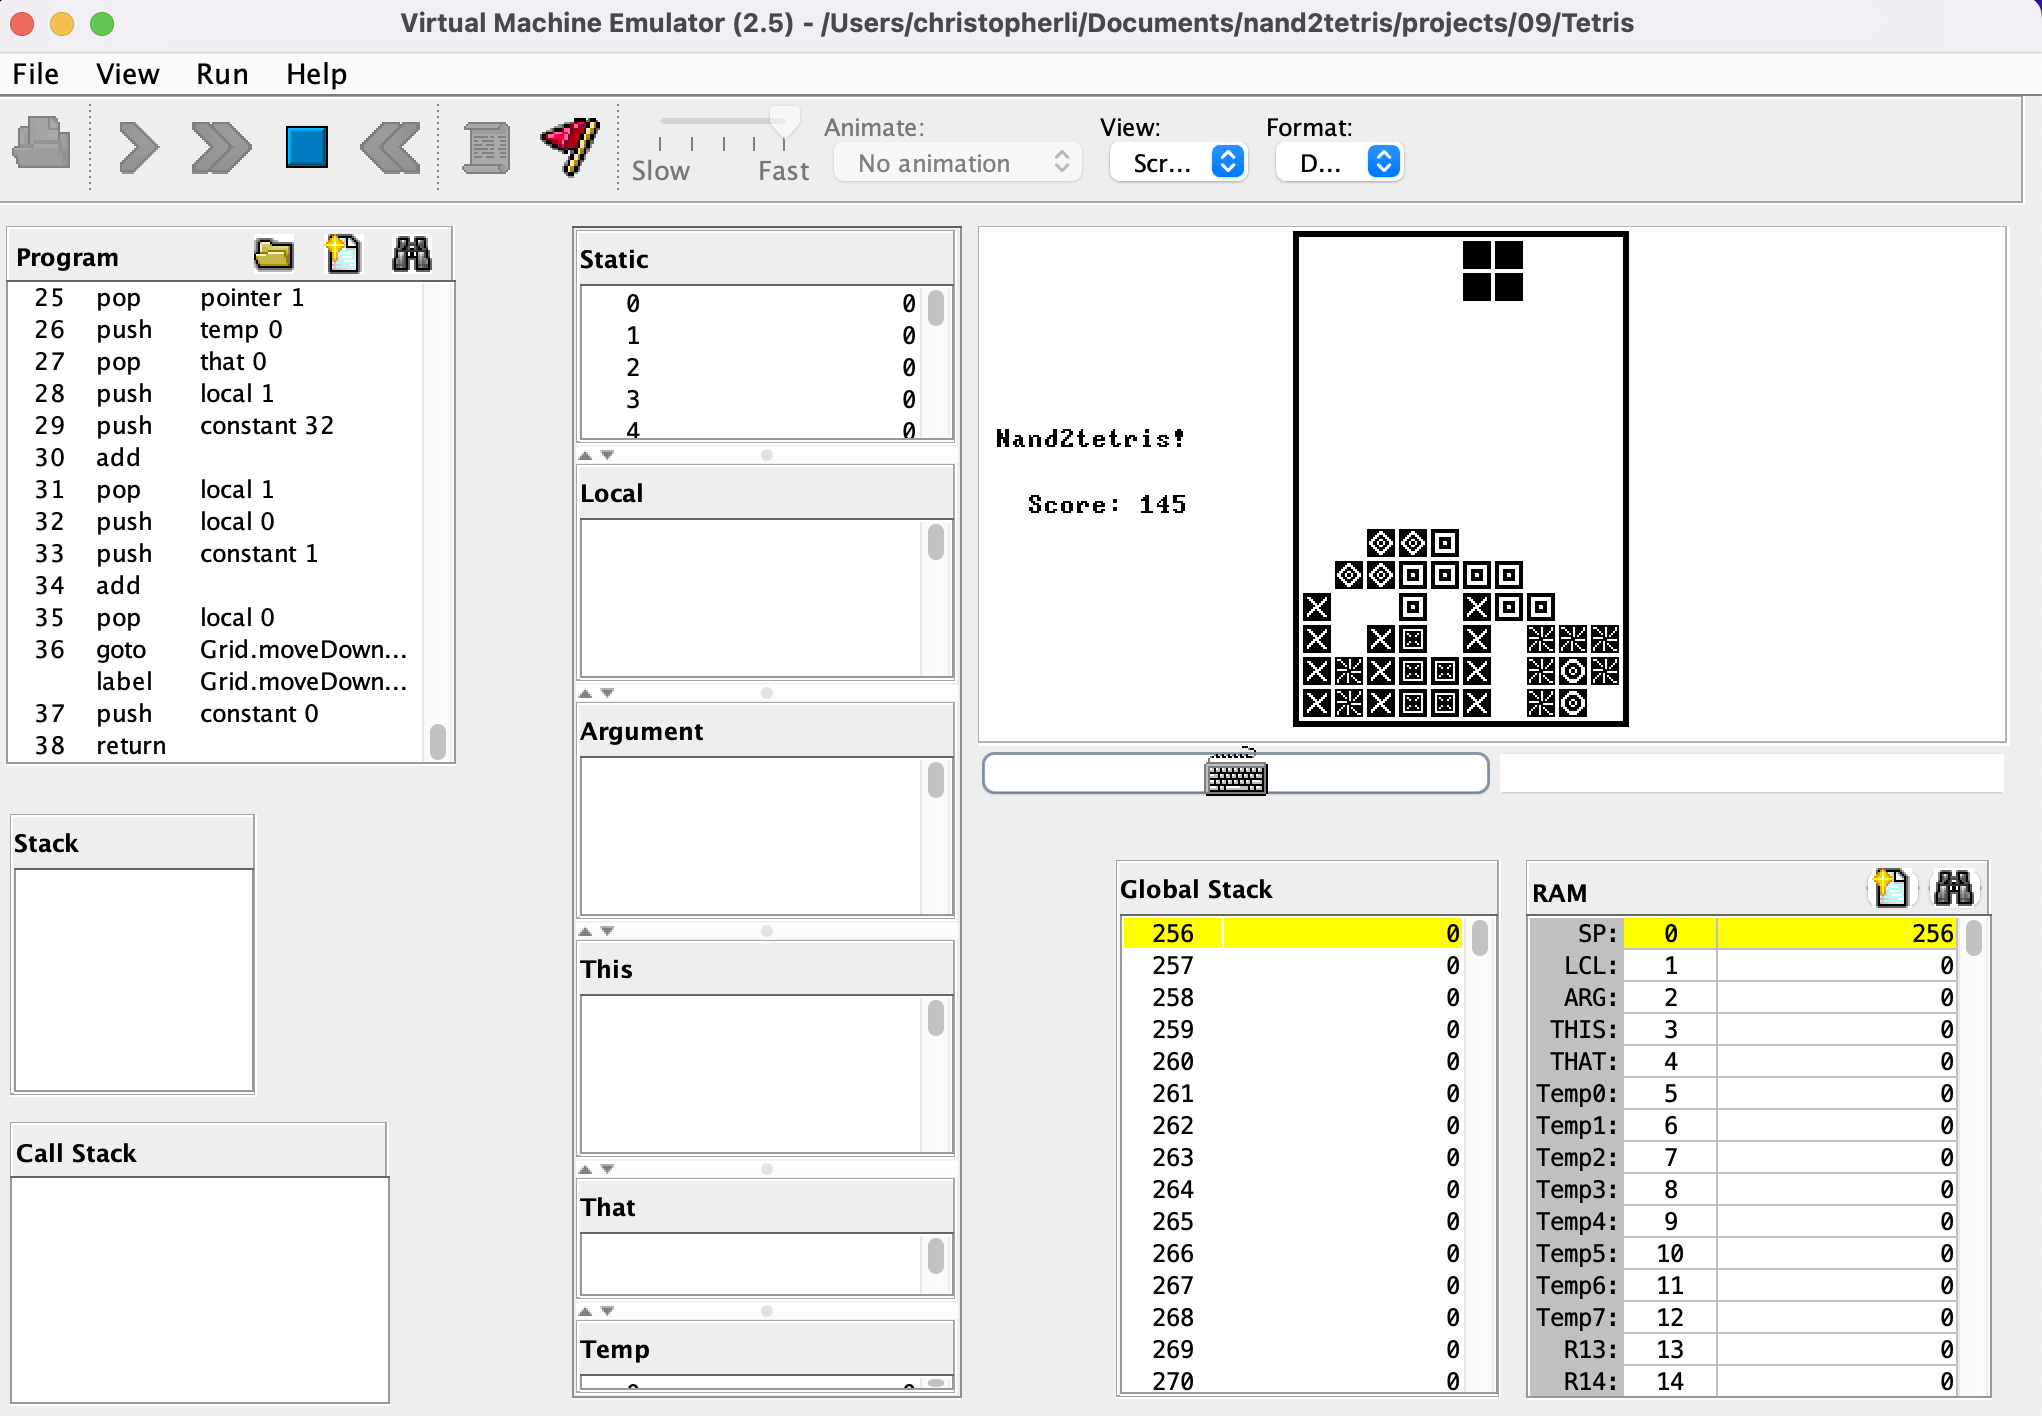 Virtual Machine Emulator (2.5) - /Users/christopherli/Documents/nand2tetris/projects/09/Tetris
File View Run Help
Slow Fast
Animate:
No animation
View:
Scr...
Format:
D...
Program
25 pop pointer 1
26 push temp 0
27 pop that 0
28 push local 1
29 push constant 32
30 add
31 pop local 1
32 push local 0
33 push constant 1
34 add
35 pop local 0
36 goto Grid.moveDown...
label Grid.moveDown...
37 push constant 0
38 return
Stack
Call Stack
Static
0 0
1 0
2 0
3 0
4 0
Local
Argument
This
That
Temp
Nand2tetris!
Score: 145
Global Stack
256 0
257 0
258 0
259 0
260 0
261 0
262 0
263 0
264 0
265 0
266 0
267 0
268 0
269 0
270 0
RAM
SP: 0 256
LCL: 1 0
ARG: 2 0
THIS: 3 0
THAT: 4 0
Temp0: 5 0
Temp1: 6 0
Temp2: 7 0
Temp3: 8 0
Temp4: 9 0
Temp5: 10 0
Temp6: 11 0
Temp7: 12 0
R13: 13 0
R14: 14 0